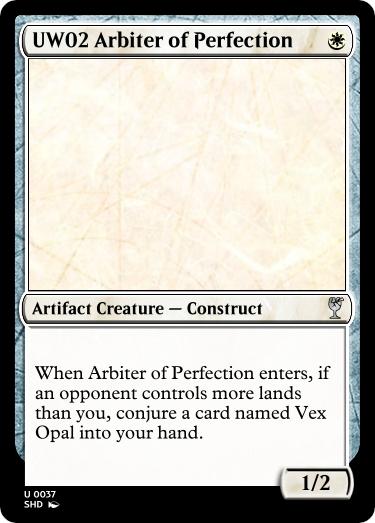 UW02 Arbiter of Perfection
Artifact Creature — Construct
When Arbiter of Perfection enters, if
an opponent controls more lands
than you, conjure a card named Vex
Opal into your hand.
1/2
U 0037
SHD